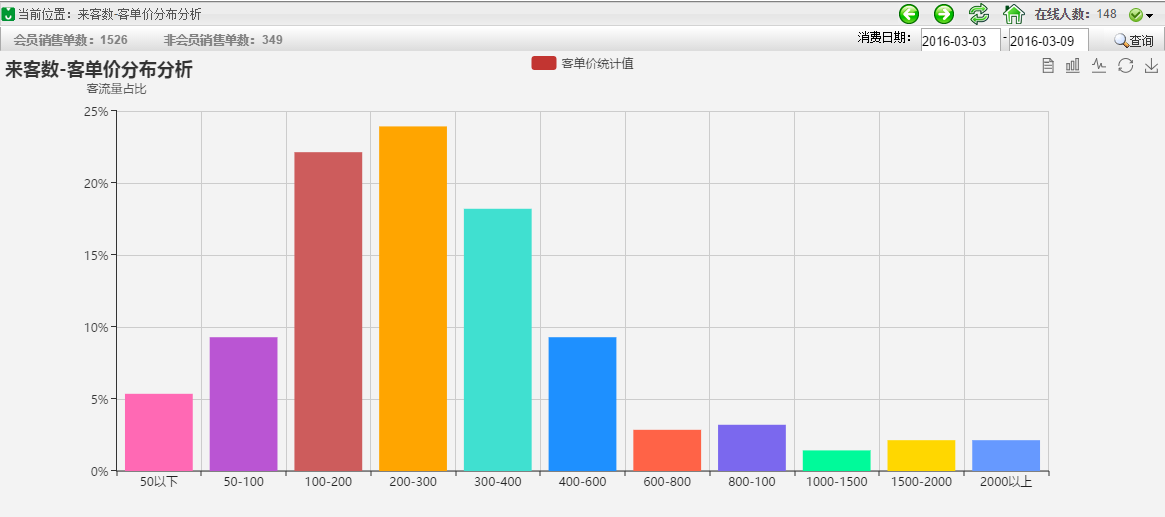 当前位置：来客数-客单价分布分析 在线人数：148
会员销售单数：1526 非会员销售单数：349 消费日期： 2016-03-03 - 2016-03-09 查询
来客数-客单价分布分析 客单价统计值
客流量占比
25%
20%
15%
10%
5%
0%
50以下 50-100 100-200 200-300 300-400 400-600 600-800 800-100 1000-1500 1500-2000 2000以上